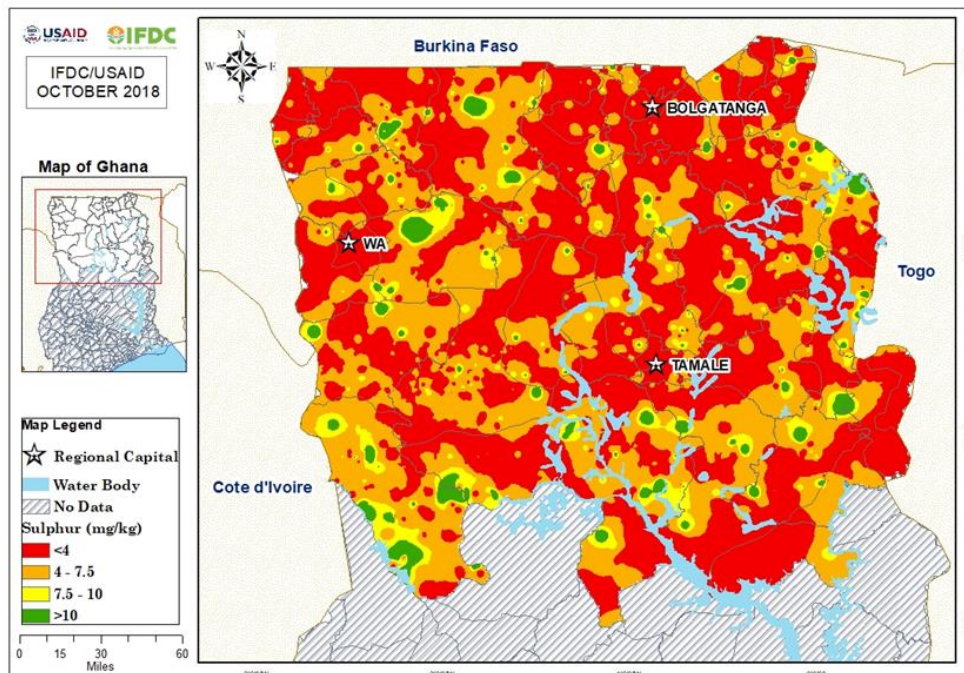 USAID
IFDC
IFDC/USAID
OCTOBER 2018
Map of Ghana
Map Legend
Regional Capital
Water Body
No Data
Sulphur (mg/kg)
<4
4 - 7.5
7.5 - 10
>10
0 15 30 60
Miles
N
W E
S
Burkina Faso
BOLGATANGA
WA
Togo
TAMALE
Cote d'Ivoire